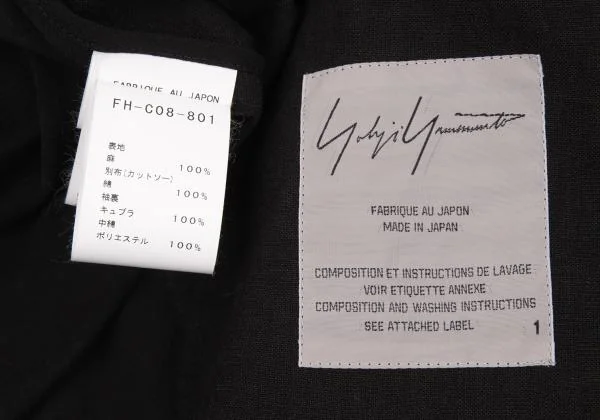 FABRIQUE AU JAPON
FH-C08-801
表地
麻 100%
別布(カットソー)
綿 100%
袖裏
キュプラ 100%
中綿
ポリエステル 100%
Yohji Yamamoto
FABRIQUE AU JAPON
MADE IN JAPAN
COMPOSITION ET INSTRUCTIONS DE LAVAGE
VOIR ETIQUETTE ANNEXE
COMPOSITION AND WASHING INSTRUCTIONS
SEE ATTACHED LABEL
1